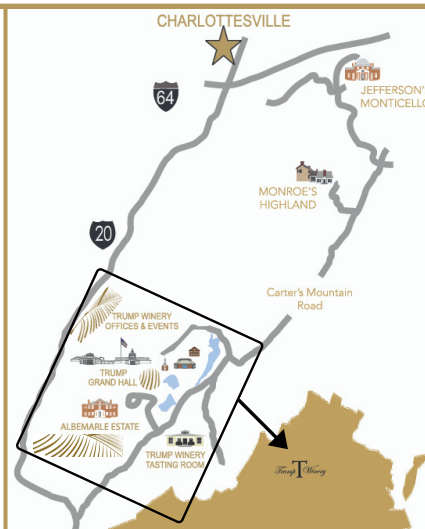 CHARLOTTESVILLE
64
JEFFERSON'S
MONTICELLO
MONROE'S
HIGHLAND
20
Carter's Mountain
Road
TRUMP WINERY
OFFICES & EVENTS
TRUMP
GRAND HALL
ALBEMARLE ESTATE
TRUMP WINERY
TASTING ROOM
Trump T Winery